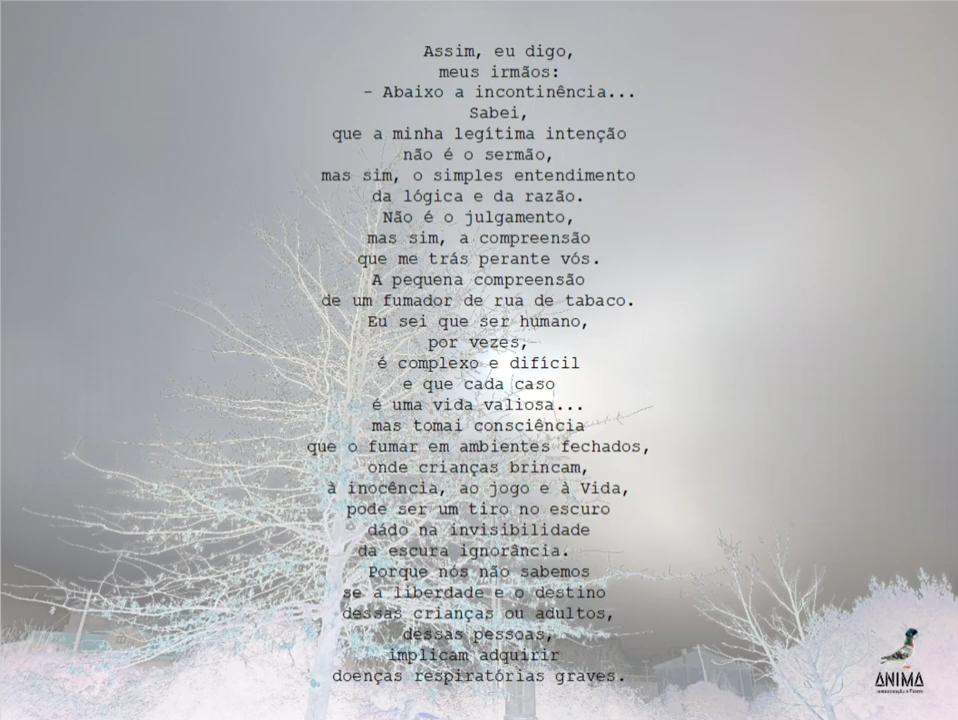 Assim, eu digo,
meus irmãos:
- Abaixo a incontinência...
Sabei,
que a minha legítima intenção
não é o sermão,
mas sim, o simples entendimento
da lógica e da razão.
Não é o julgamento,
mas sim, a compreensão
que me trás perante vós.
A pequena compreensão
de um fumador de rua de tabaco.
Eu sei que ser humano,
por vezes,
é complexo e difícil
e que cada caso
é uma vida valiosa...
mas tomai consciência
que o fumar em ambientes fechados,
onde crianças brincam,
à inocência, ao jogo e à Vida,
pode ser um tiro no escuro
dádo na invisibilidade
da escura ignorância.
Porque nós não sabemos
se a liberdade e o destino
dessas crianças ou adultos,
dessas pessoas,
implicam adquirir
doenças respiratórias graves.
ANIMA